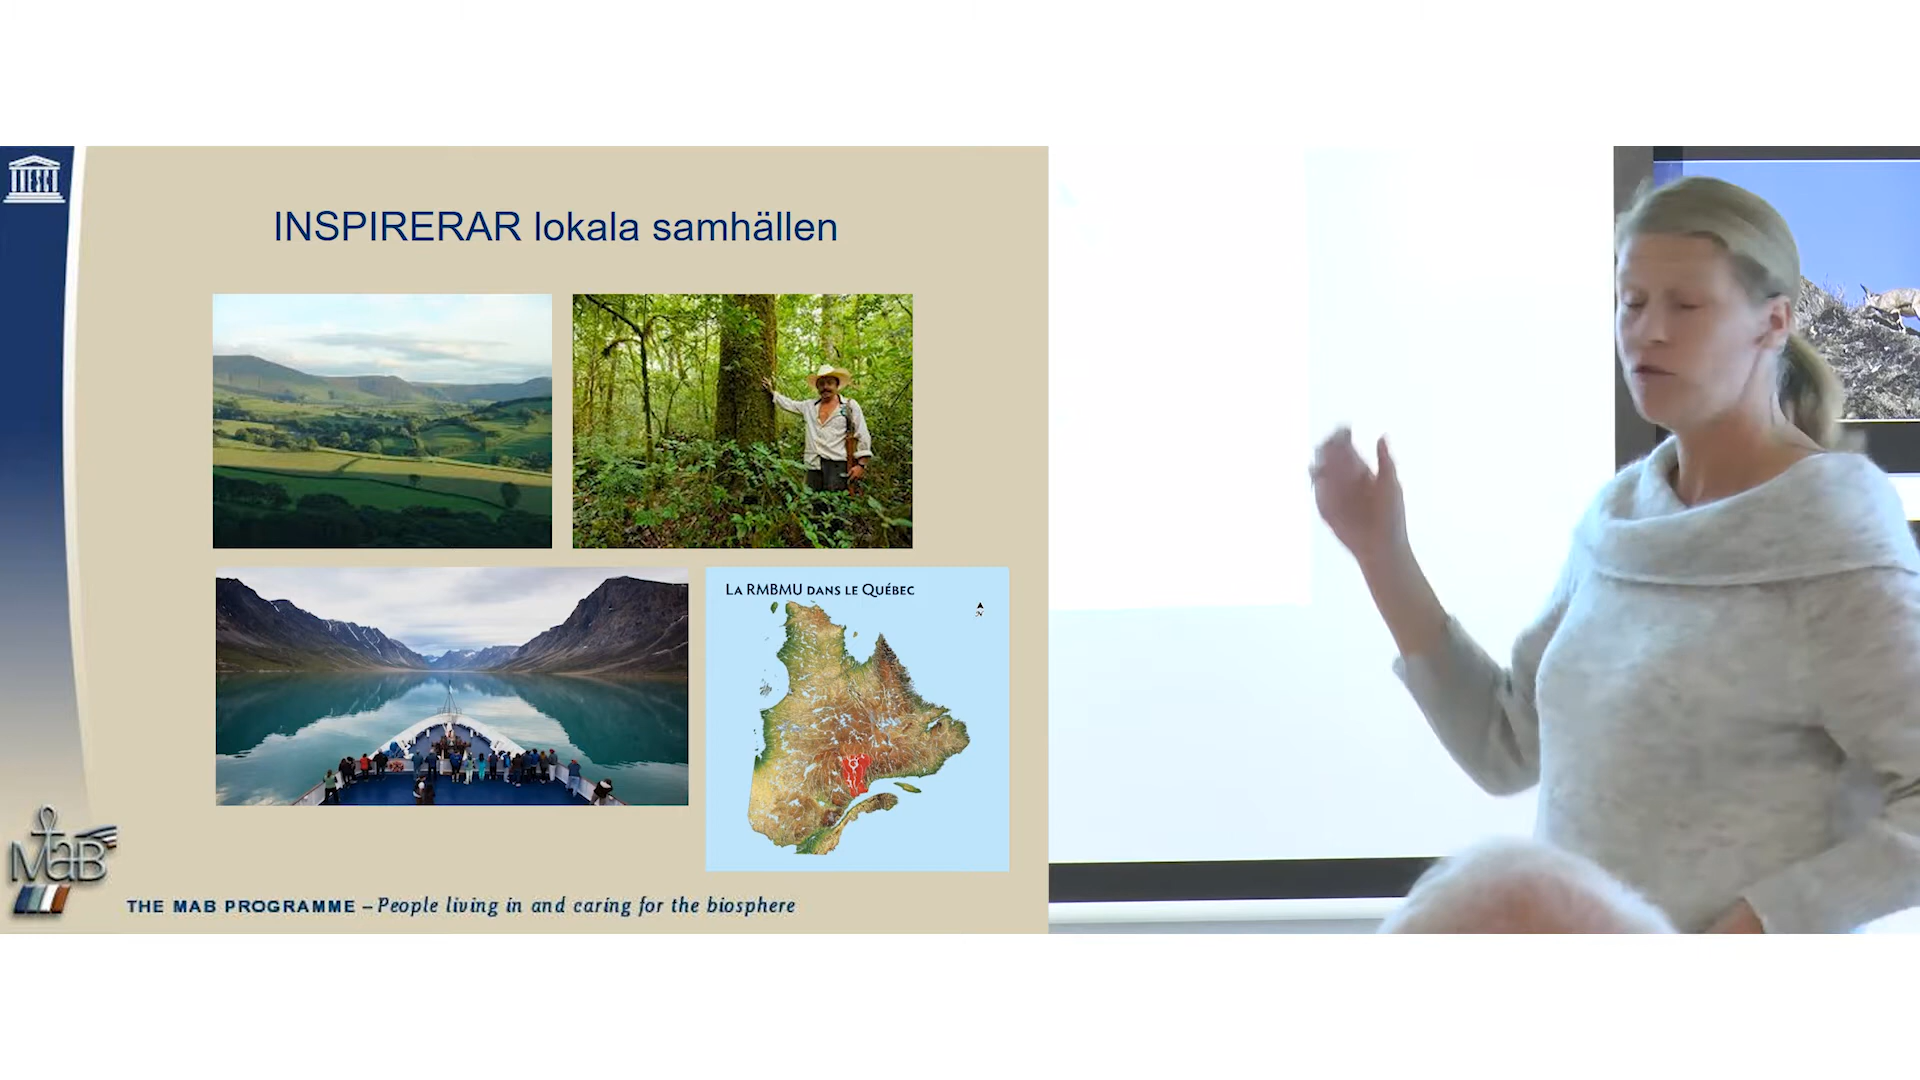 UNESCO
INSPIRERAR lokala samhällen
LA RMBMU DANS LE QUÉBEC
N
MaB
THE MAB PROGRAMME – People living in and caring for the biosphere